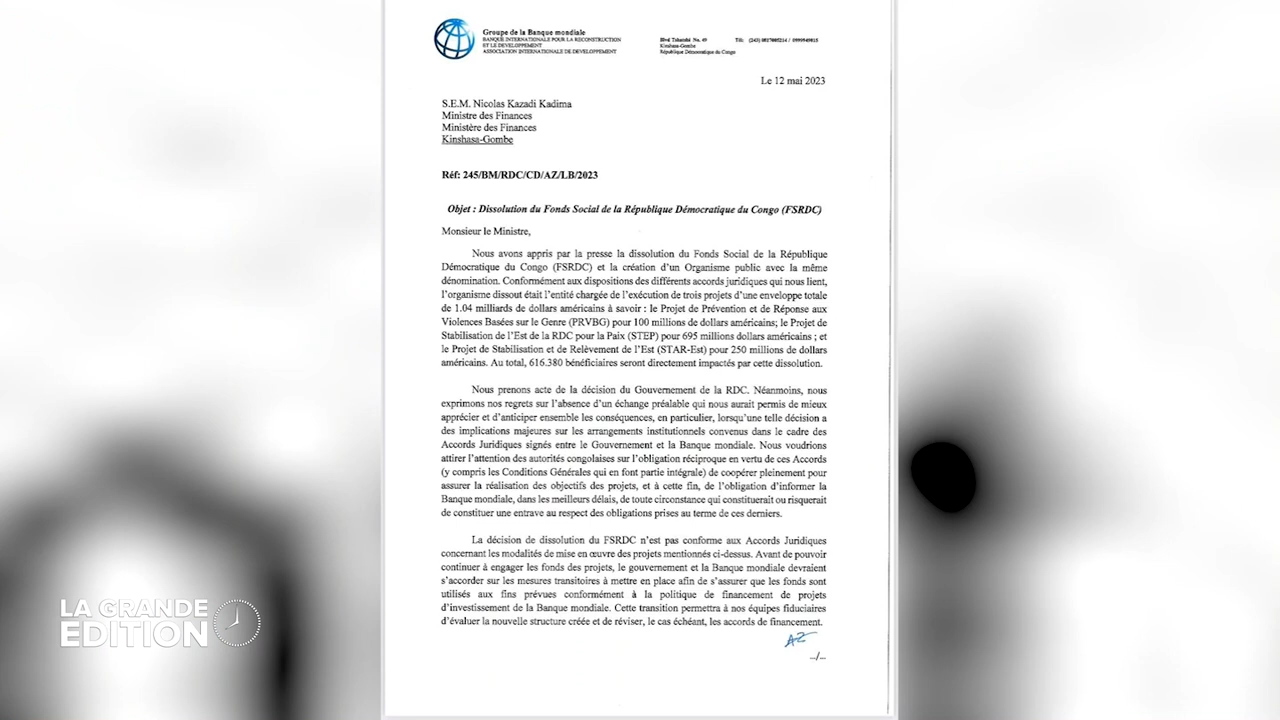 Groupe de la Banque mondiale
BANQUE INTERNATIONALE POUR LA RECONSTRUCTION
ET LE DEVELOPPEMENT
ASSOCIATION INTERNATIONALE DE DEVELOPPEMENT
Blvd Tshatshi No. 49
Kinshasa-Gombe
République Démocratique du Congo
Tél: (243)
Le 12 mai 2023
S.E.M. Nicolas Kazadi Kadima
Ministre des Finances
Ministère des Finances
Kinshasa-Gombe
Réf: 245/BM/RDC/CD/AZ/LB/2023
Objet : Dissolution du Fonds Social de la République Démocratique du Congo (FSRDC)
Monsieur le Ministre,
Nous avons appris par la presse la dissolution du Fonds Social de la République
Démocratique du Congo (FSRDC) et la création d'un Organisme public avec la même
dénomination. Conformément aux dispositions des différents accords juridiques qui nous lient,
l'organisme dissout était l'entité chargée de l'exécution de trois projets d'une enveloppe totale
de 1.04 milliards de dollars américains à savoir : le Projet de Prévention et de Réponse aux
Violences Basées sur le Genre (PRVBG) pour 100 millions de dollars américains; le Projet de
Stabilisation de l'Est de la RDC pour la Paix (STEP) pour 695 millions dollars américains ; et
le Projet de Stabilisation et de Relèvement de l'Est (STAR-Est) pour 250 millions de dollars
américains. Au total, 616.380 bénéficiaires seront directement impactés par cette dissolution.
Nous prenons acte de la décision du Gouvernement de la RDC. Néanmoins, nous
exprimons nos regrets sur l'absence d'un échange préalable qui nous aurait permis de mieux
apprécier et d'anticiper ensemble les conséquences, en particulier, lorsqu'une telle décision a
des implications majeures sur les arrangements institutionnels convenus dans le cadre des
Accords Juridiques signés entre le Gouvernement et la Banque mondiale. Nous voudrions
attirer l'attention des autorités congolaises sur l'obligation réciproque en vertu de ces Accords
(y compris les Conditions Générales qui en font partie intégrale) de coopérer pleinement pour
assurer la réalisation des objectifs des projets, et à cette fin, de l'obligation d'informer la
Banque mondiale, dans les meilleurs délais, de toute circonstance qui constituerait ou risquerait
de constituer une entrave au respect des obligations prises au terme de ces derniers.
La décision de dissolution du FSRDC n'est pas conforme aux Accords Juridiques
concernant les modalités de mise en œuvre des projets mentionnés ci-dessus. Avant de pouvoir
continuer à engager les fonds des projets, le gouvernement et la Banque mondiale devraient
s'accorder sur les mesures transitoires à mettre en place afin de s'assurer que les fonds sont
utilisés aux fins prévues conformément à la politique de financement de projets
d'investissement de la Banque mondiale. Cette transition permettra à nos équipes fiduciaires
d'évaluer la nouvelle structure créée et de réviser, le cas échéant, les accords de financement.
AZ
../...
LA GRANDE
EDITION